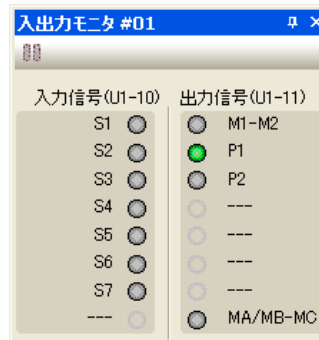 入出力モニタ #01
入力信号(U1-10) 出力信号(U1-11)
S1 M1-M2
S2 P1
S3 P2
S4 ---
S5 ---
S6 ---
S7 ---
--- MA/MB-MC